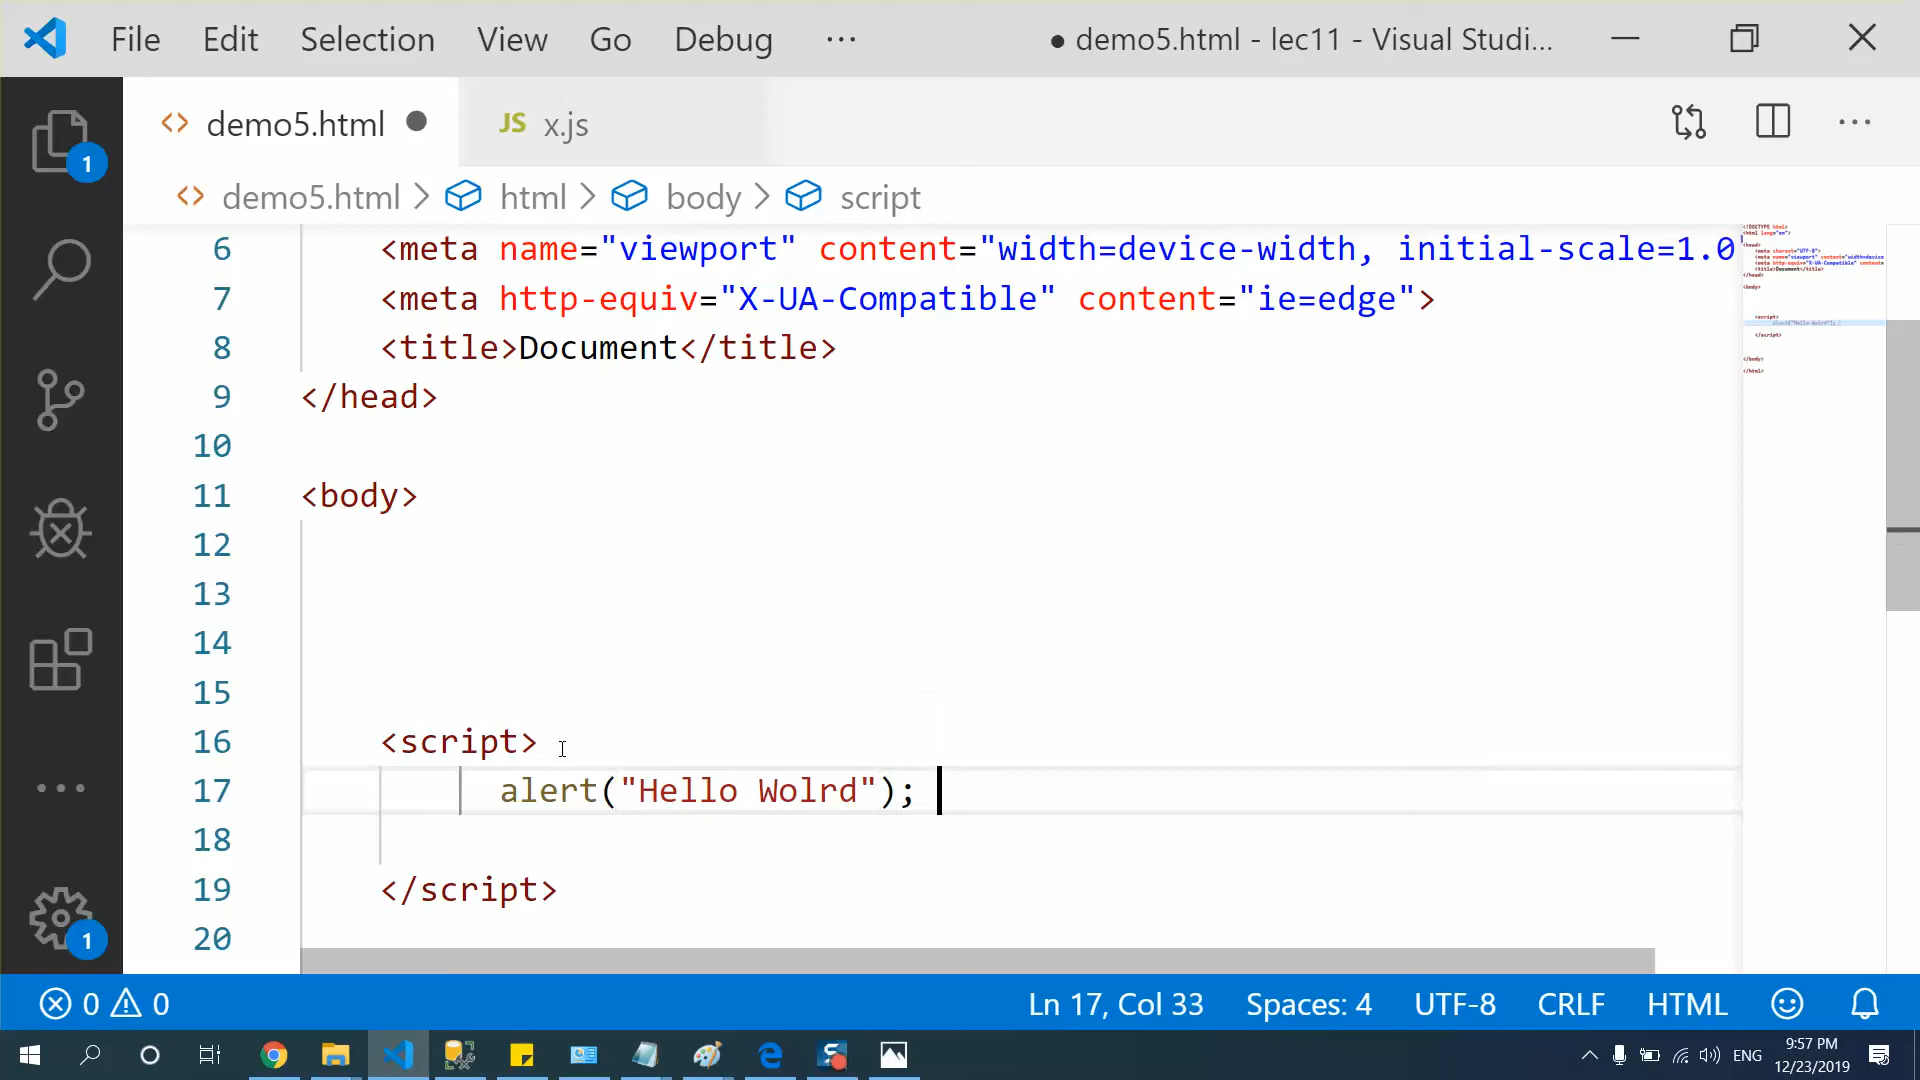 File Edit Selection View Go Debug ··· ● demo5.html - lec11 - Visual Studi...
demo5.html ● JS x.js
demo5.html > html > body > script
6 <meta name="viewport" content="width=device-width, initial-scale=1.0
7 <meta http-equiv="X-UA-Compatible" content="ie=edge">
8 <title>Document</title>
9 </head>
10
11 <body>
12
13
14
15
16 <script>
17 alert("Hello Wolrd");
18
19 </script>
20
1
1
0 0 Ln 17, Col 33 Spaces: 4 UTF-8 CRLF HTML
ENG 9:57 PM
12/23/2019